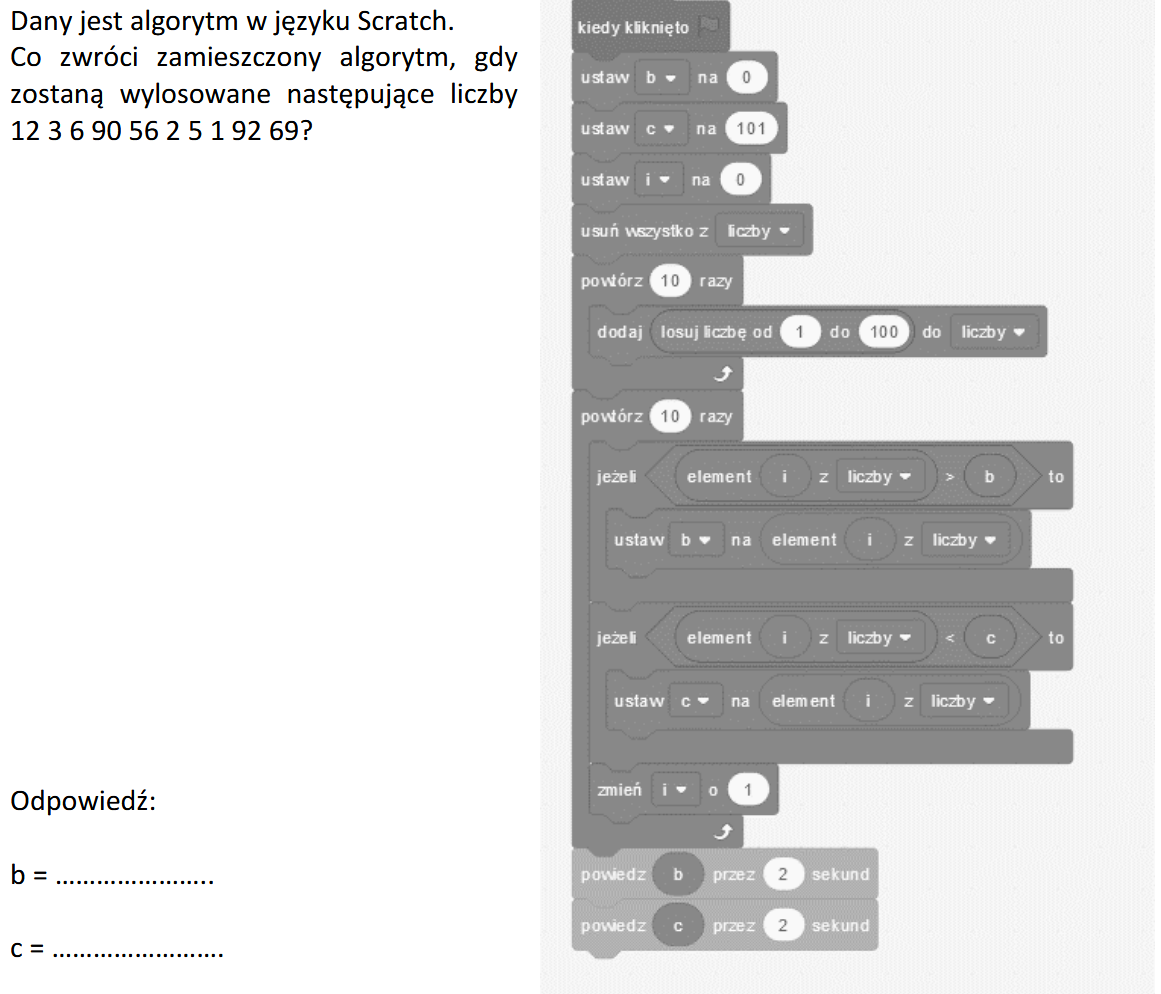 Dany jest algorytm w języku Scratch.
Co zwróci zamieszczony algorytm, gdy
zostaną wylosowane następujące liczby
12 3 6 90 56 2 5 1 92 69?
Odpowiedź:
b = …………………..
c = …………………….
kiedy kliknięto
ustaw b na 0
ustaw c na 101
ustaw i na 0
usuń wszystko z liczby
powtórz 10 razy
dodaj losuj liczbę od 1 do 100 do liczby
powtórz 10 razy
jeżeli element i z liczby > b to
ustaw b na element i z liczby
jeżeli element i z liczby < c to
ustaw c na element i z liczby
zmień i o 1
powiedz b przez 2 sekund
powiedz c przez 2 sekund